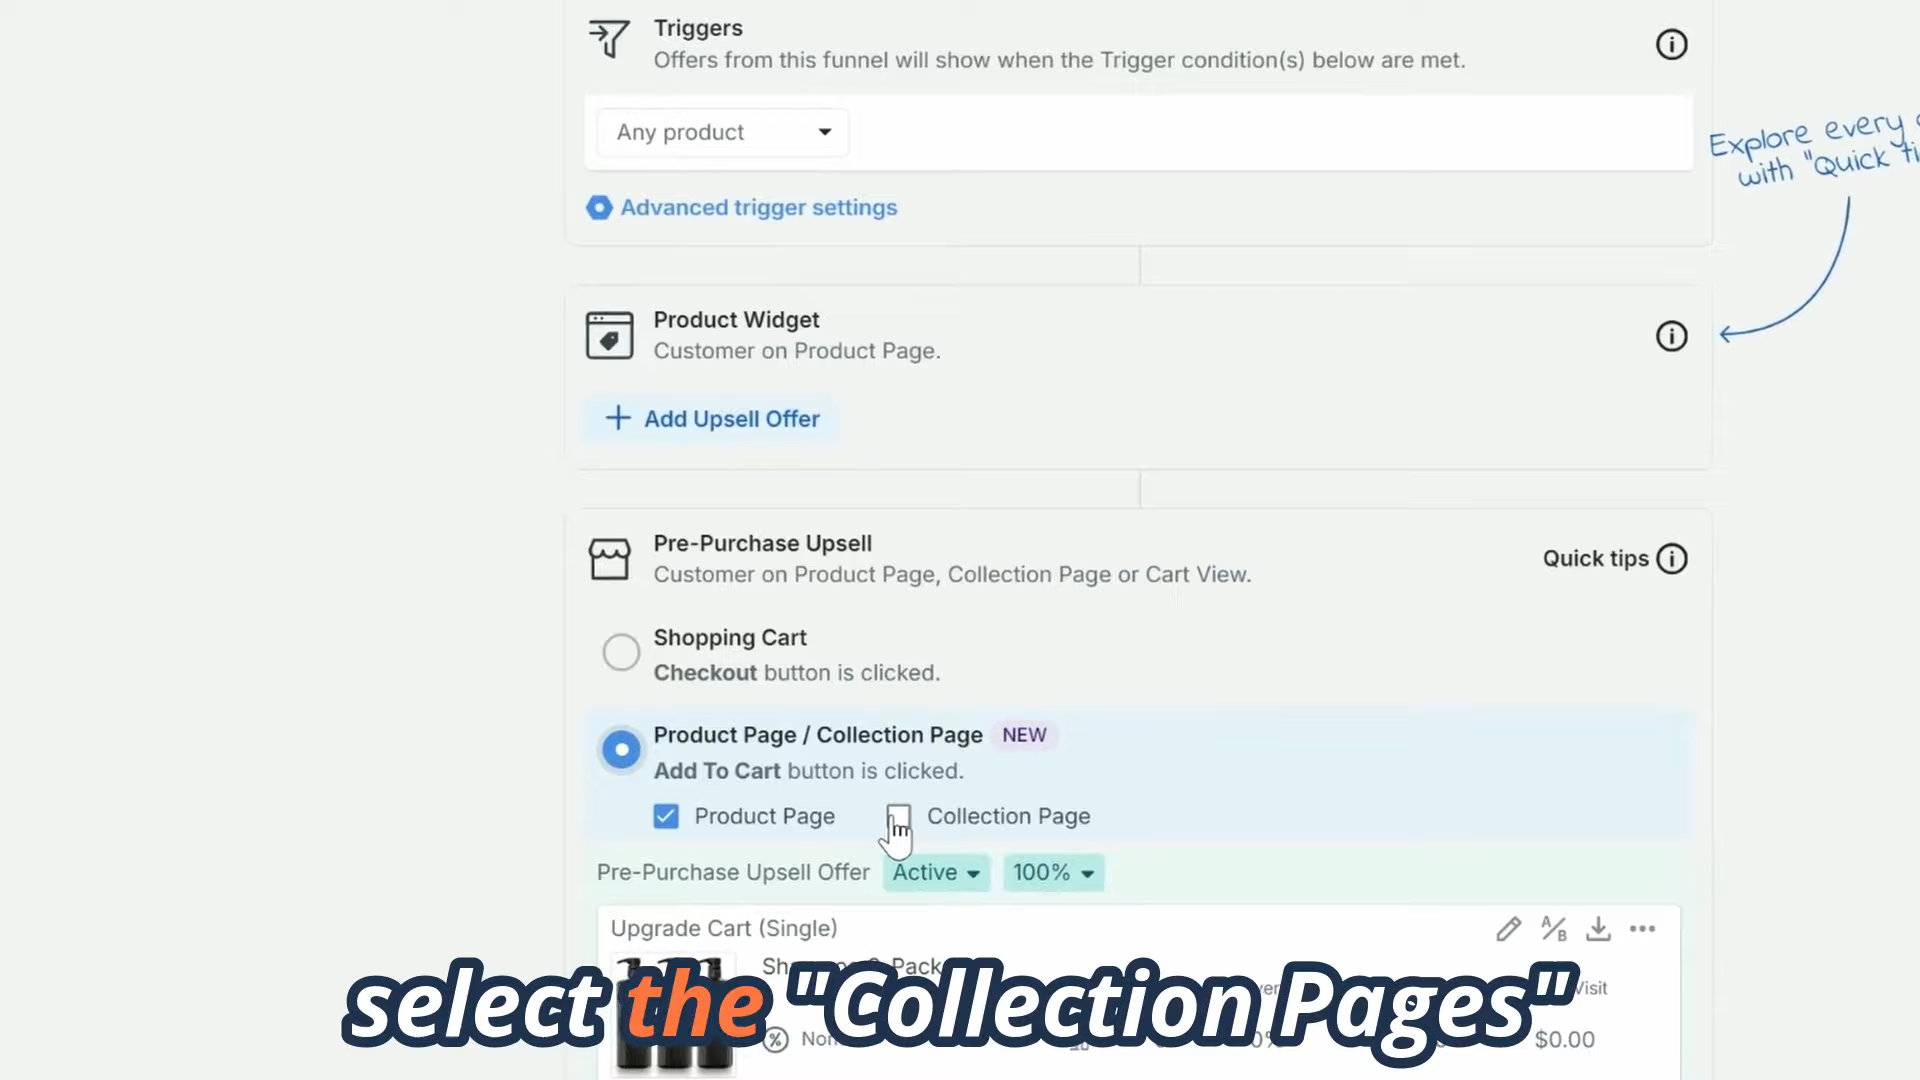 Triggers
Offers from this funnel will show when the Trigger condition(s) below are met.
Any product
Advanced trigger settings
Explore every
with "Quick
Product Widget
Customer on Product Page.
Add Upsell Offer
Pre-Purchase Upsell
Customer on Product Page, Collection Page or Cart View.
Quick tips
Shopping Cart
Checkout button is clicked.
Product Page / Collection Page NEW
Add To Cart button is clicked.
Product Page Collection Page
Pre-Purchase Upsell Offer Active 100%
Upgrade Cart (Single)
A/B
select the "Collection Pages"
$0.00